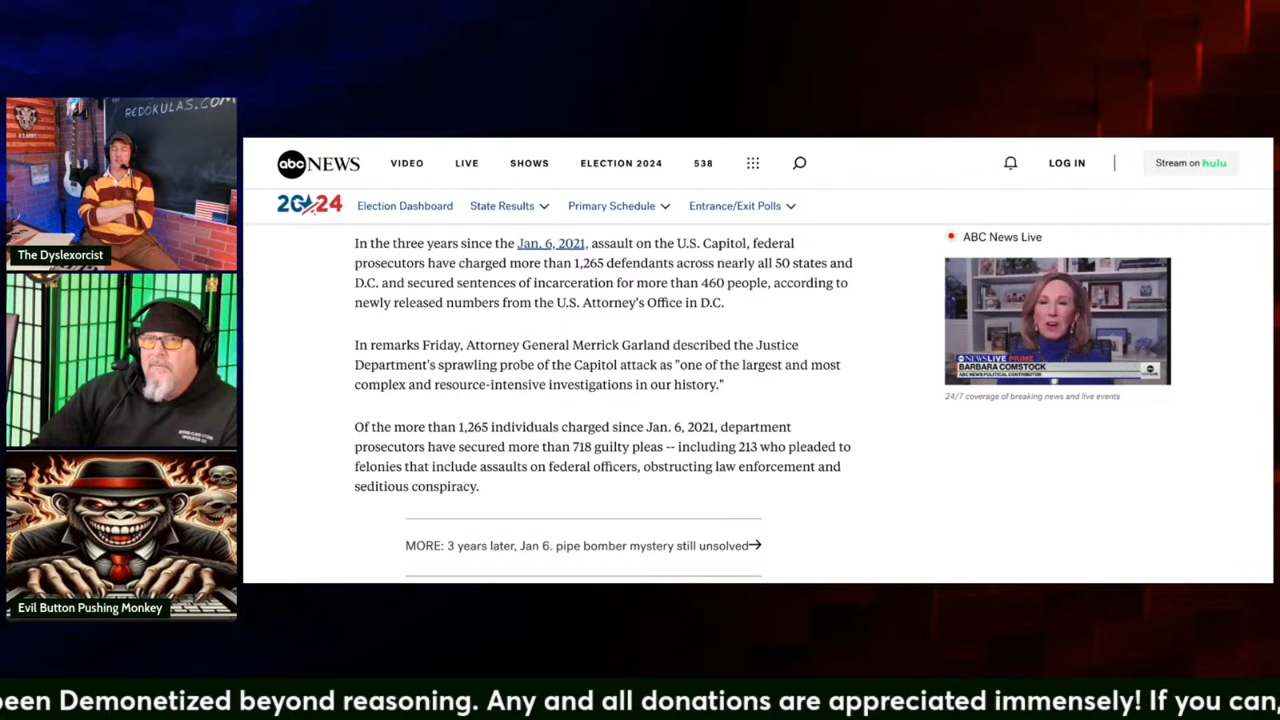 REDOKULAS.COM
The Dyslexorcist
Evil Button Pushing Monkey
abc NEWS VIDEO LIVE SHOWS ELECTION 2024 538 LOG IN Stream on hulu
2024 Election Dashboard State Results Primary Schedule Entrance/Exit Polls
In the three years since the Jan. 6, 2021, assault on the U.S. Capitol, federal
prosecutors have charged more than 1,265 defendants across nearly all 50 states and
D.C. and secured sentences of incarceration for more than 460 people, according to
newly released numbers from the U.S. Attorney's Office in D.C.
In remarks Friday, Attorney General Merrick Garland described the Justice
Department's sprawling probe of the Capitol attack as "one of the largest and most
complex and resource-intensive investigations in our history."
Of the more than 1,265 individuals charged since Jan. 6, 2021, department
prosecutors have secured more than 718 guilty pleas -- including 213 who pleaded to
felonies that include assaults on federal officers, obstructing law enforcement and
seditious conspiracy.
MORE: 3 years later, Jan 6. pipe bomber mystery still unsolved
ABC News Live
NEWS LIVE PRIME
BARBARA COMSTOCK
ABC NEWS POLITICAL CONTRIBUTOR
24/7 coverage of breaking news and live events
been Demonetized beyond reasoning. Any and all donations are appreciated immensely! If you can,